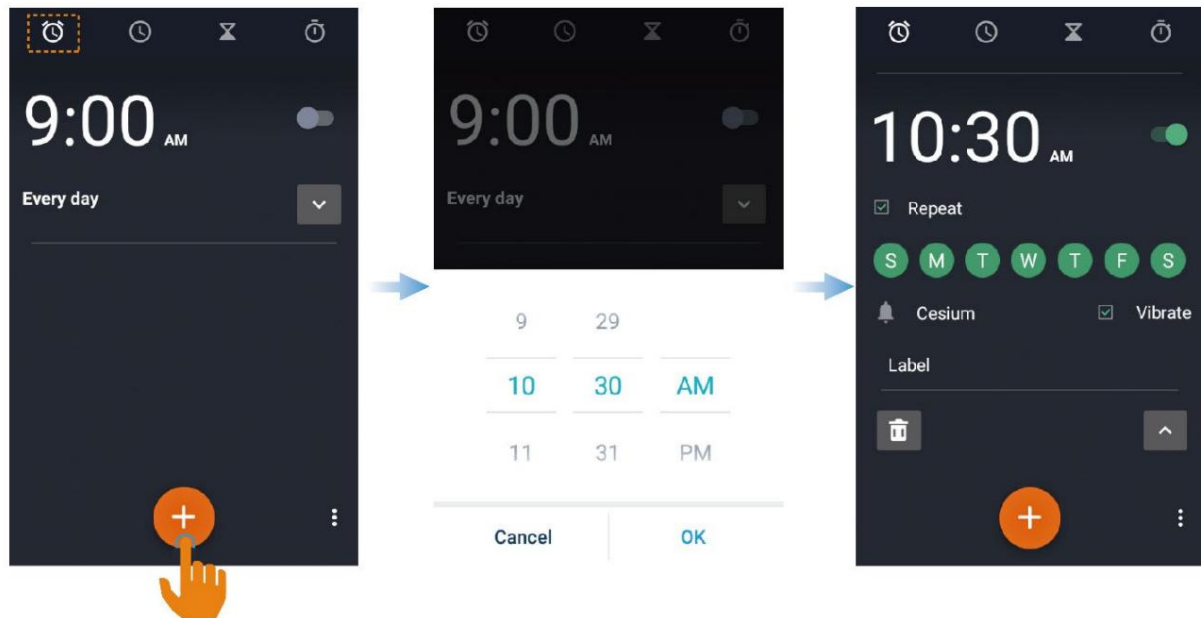 9:00 AM
Every day
9:00 AM
Every day
9 29
10 30 AM
11 31 PM
Cancel OK
10:30 AM
Repeat
S M T W T F S
Cesium Vibrate
Label